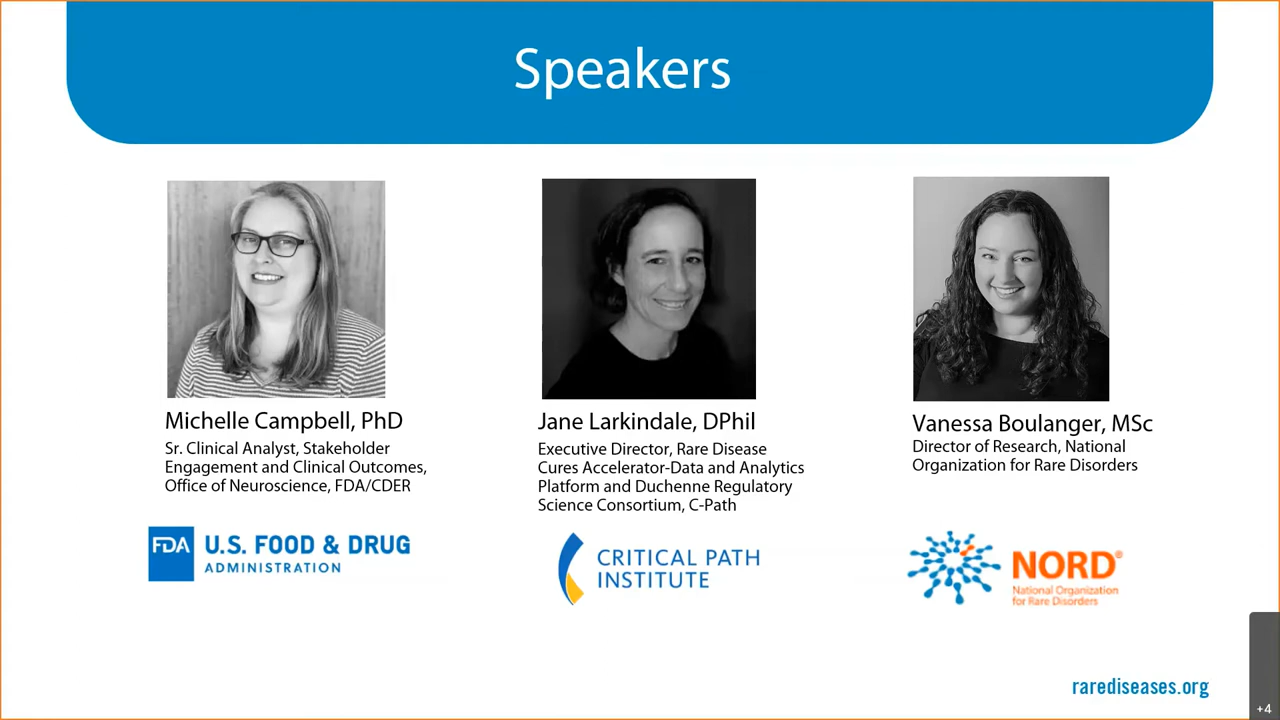 Speakers
Michelle Campbell, PhD
Sr. Clinical Analyst, Stakeholder
Engagement and Clinical Outcomes,
Office of Neuroscience, FDA/CDER
FDA U.S. FOOD & DRUG
ADMINISTRATION
Jane Larkindale, DPhil
Executive Director, Rare Disease
Cures Accelerator-Data and Analytics
Platform and Duchenne Regulatory
Science Consortium, C-Path
CRITICAL PATH
INSTITUTE
Vanessa Boulanger, MSc
Director of Research, National
Organization for Rare Disorders
NORD®
National Organization
for Rare Disorders
rarediseases.org
+4